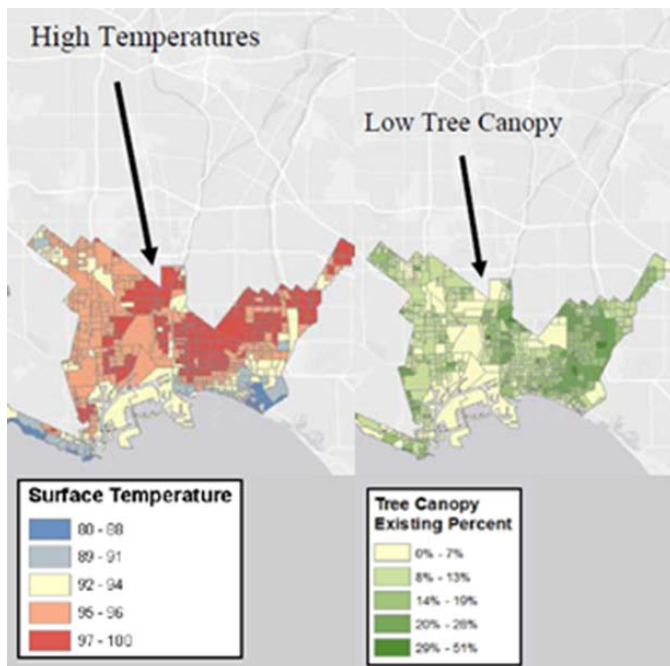 High Temperatures
Low Tree Canopy
Surface Temperature
80 - 88
89 - 91
92 - 94
95 - 96
97 - 100
Tree Canopy
Existing Percent
0% - 7%
8% - 13%
14% - 19%
20% - 28%
29% - 51%